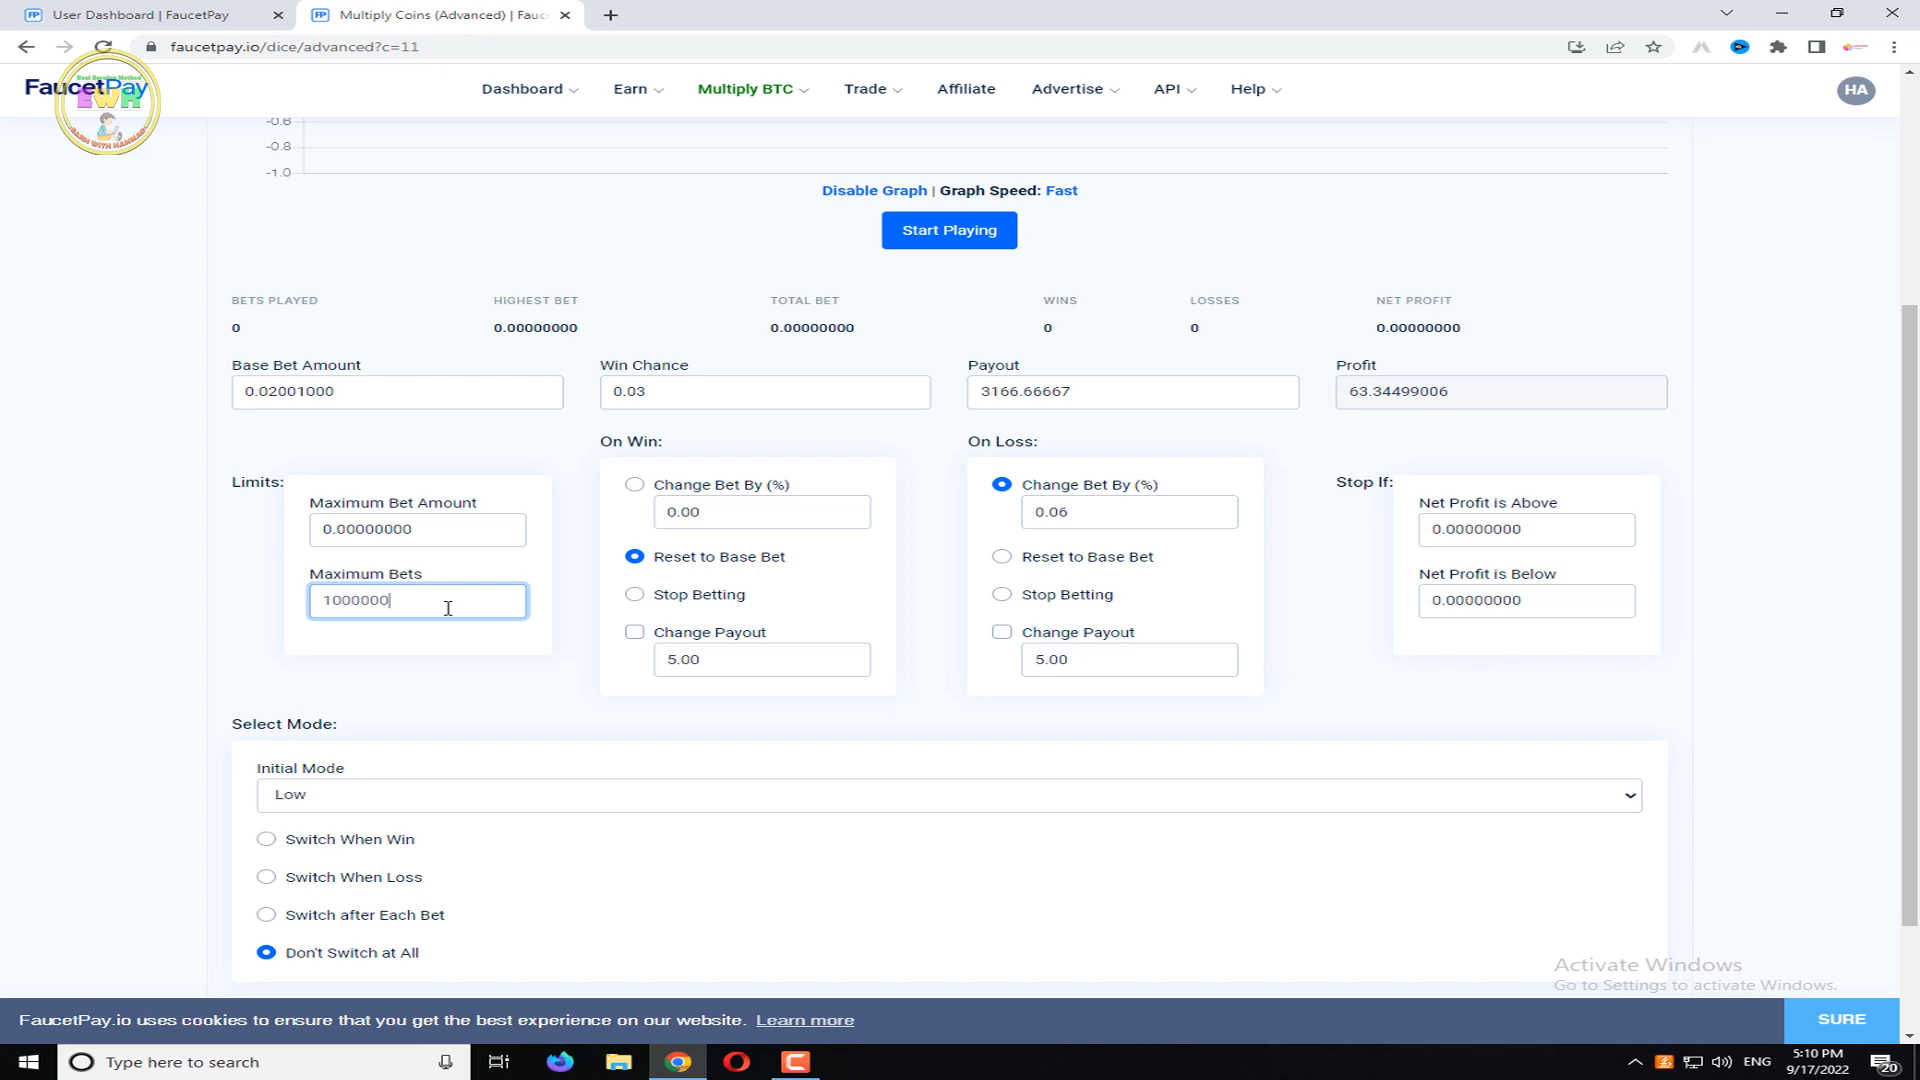 User Dashboard | FaucetPay
Multiply Coins (Advanced) | Fauc
faucetpay.io/dice/advanced?c=11
FaucetPay
Real Earning Method
EWH
EARN WITH HAMMAD
Dashboard
Earn
Multiply BTC
Trade
Affiliate
Advertise
API
Help
HA
-0.6
-0.8
-1.0
Disable Graph | Graph Speed: Fast
Start Playing
BETS PLAYED
HIGHEST BET
TOTAL BET
WINS
LOSSES
NET PROFIT
0
0.00000000
0.00000000
0
0
0.00000000
Base Bet Amount
Win Chance
Payout
Profit
0.02001000
0.03
3166.66667
63.34499006
On Win:
On Loss:
Limits:
Maximum Bet Amount
0.00000000
Maximum Bets
1000000
Change Bet By (%)
0.00
Reset to Base Bet
Stop Betting
Change Payout
5.00
Change Bet By (%)
0.06
Reset to Base Bet
Stop Betting
Change Payout
5.00
Stop If:
Net Profit is Above
0.00000000
Net Profit is Below
0.00000000
Select Mode:
Initial Mode
Low
Switch When Win
Switch When Loss
Switch after Each Bet
Don't Switch at All
Activate Windows
Go to Settings to activate Windows.
FaucetPay.io uses cookies to ensure that you get the best experience on our website. Learn more
SURE
Type here to search
ENG
5:10 PM
9/17/2022
20